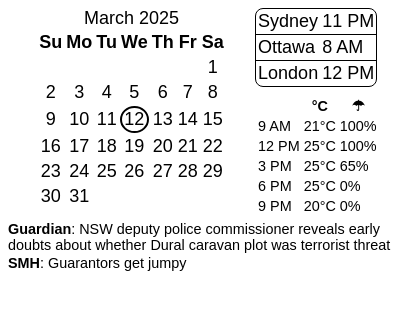 March 2025
Su Mo Tu We Th Fr Sa
1
2 3 4 5 6 7 8
9 10 11 12 13 14 15
16 17 18 19 20 21 22
23 24 25 26 27 28 29
30 31
Sydney 11 PM
Ottawa 8 AM
London 12 PM
°C ☂
9 AM 21°C 100%
12 PM 25°C 100%
3 PM 25°C 65%
6 PM 25°C 0%
9 PM 20°C 0%
Guardian: NSW deputy police commissioner reveals early
doubts about whether Dural caravan plot was terrorist threat
SMH: Guarantors get jumpy